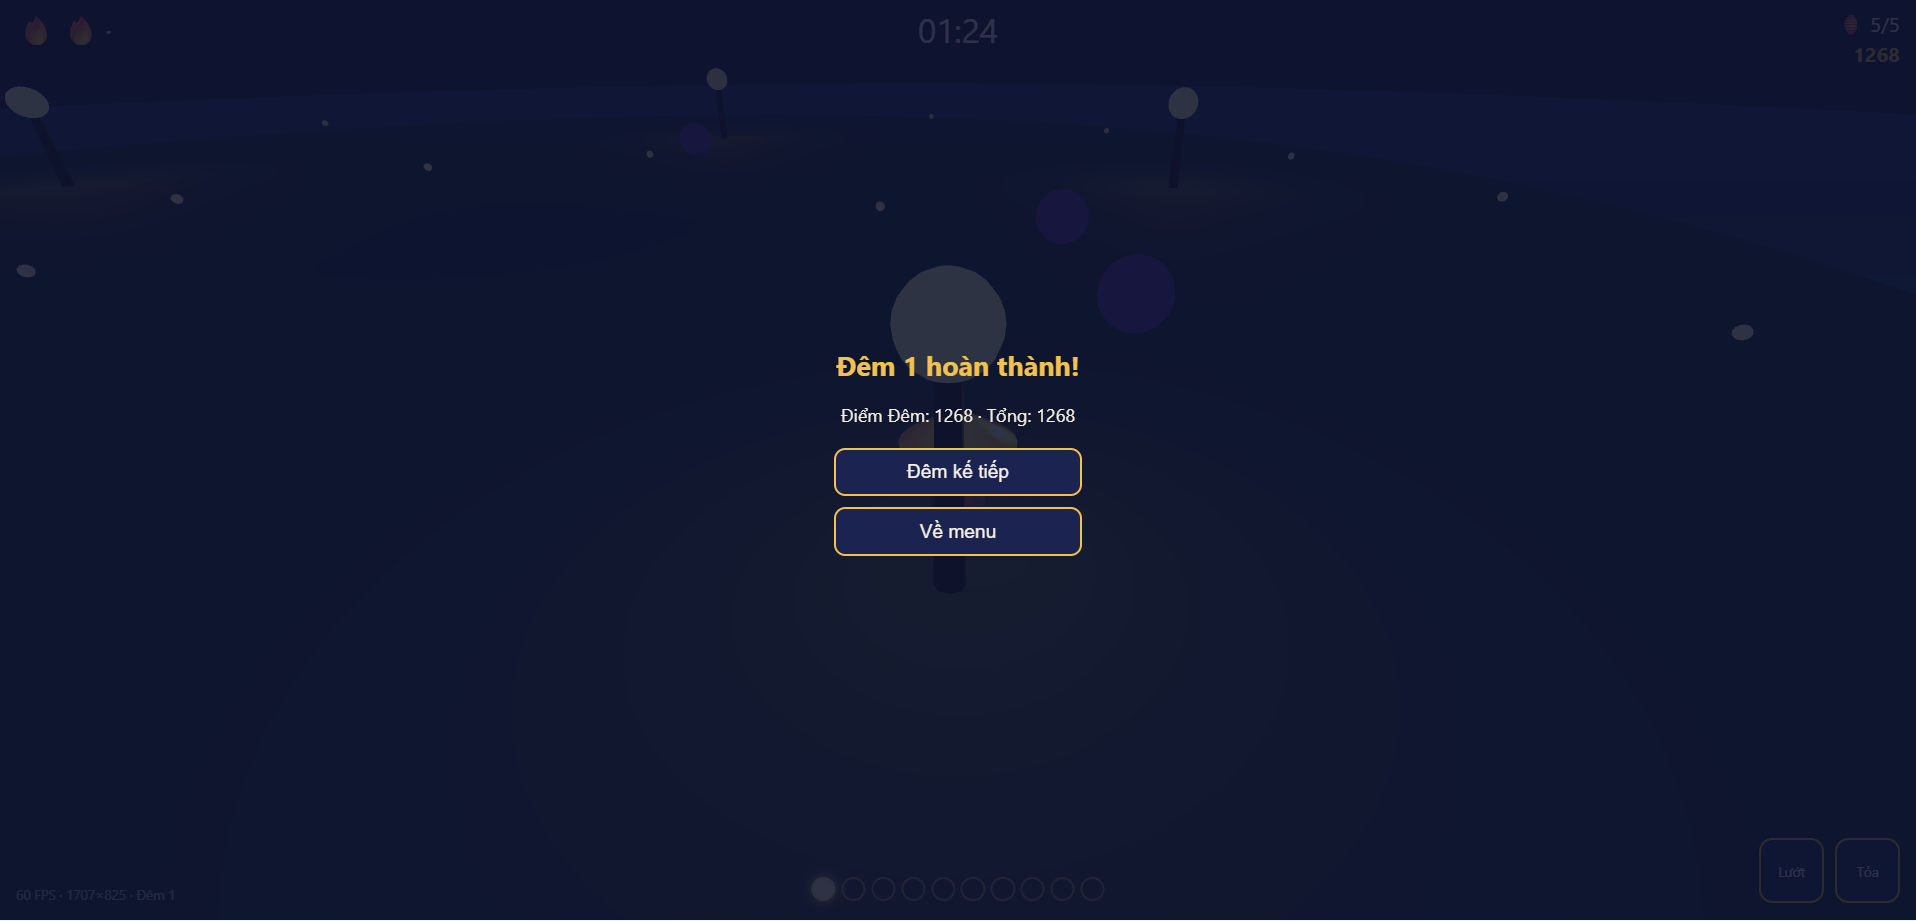 01:24
5/5
1268
Đêm 1 hoàn thành!
Điểm Đêm: 1268 · Tổng: 1268
Đêm kế tiếp
Về menu
Lướt
Tỏa
60 FPS · 1707×825 · Đêm 1